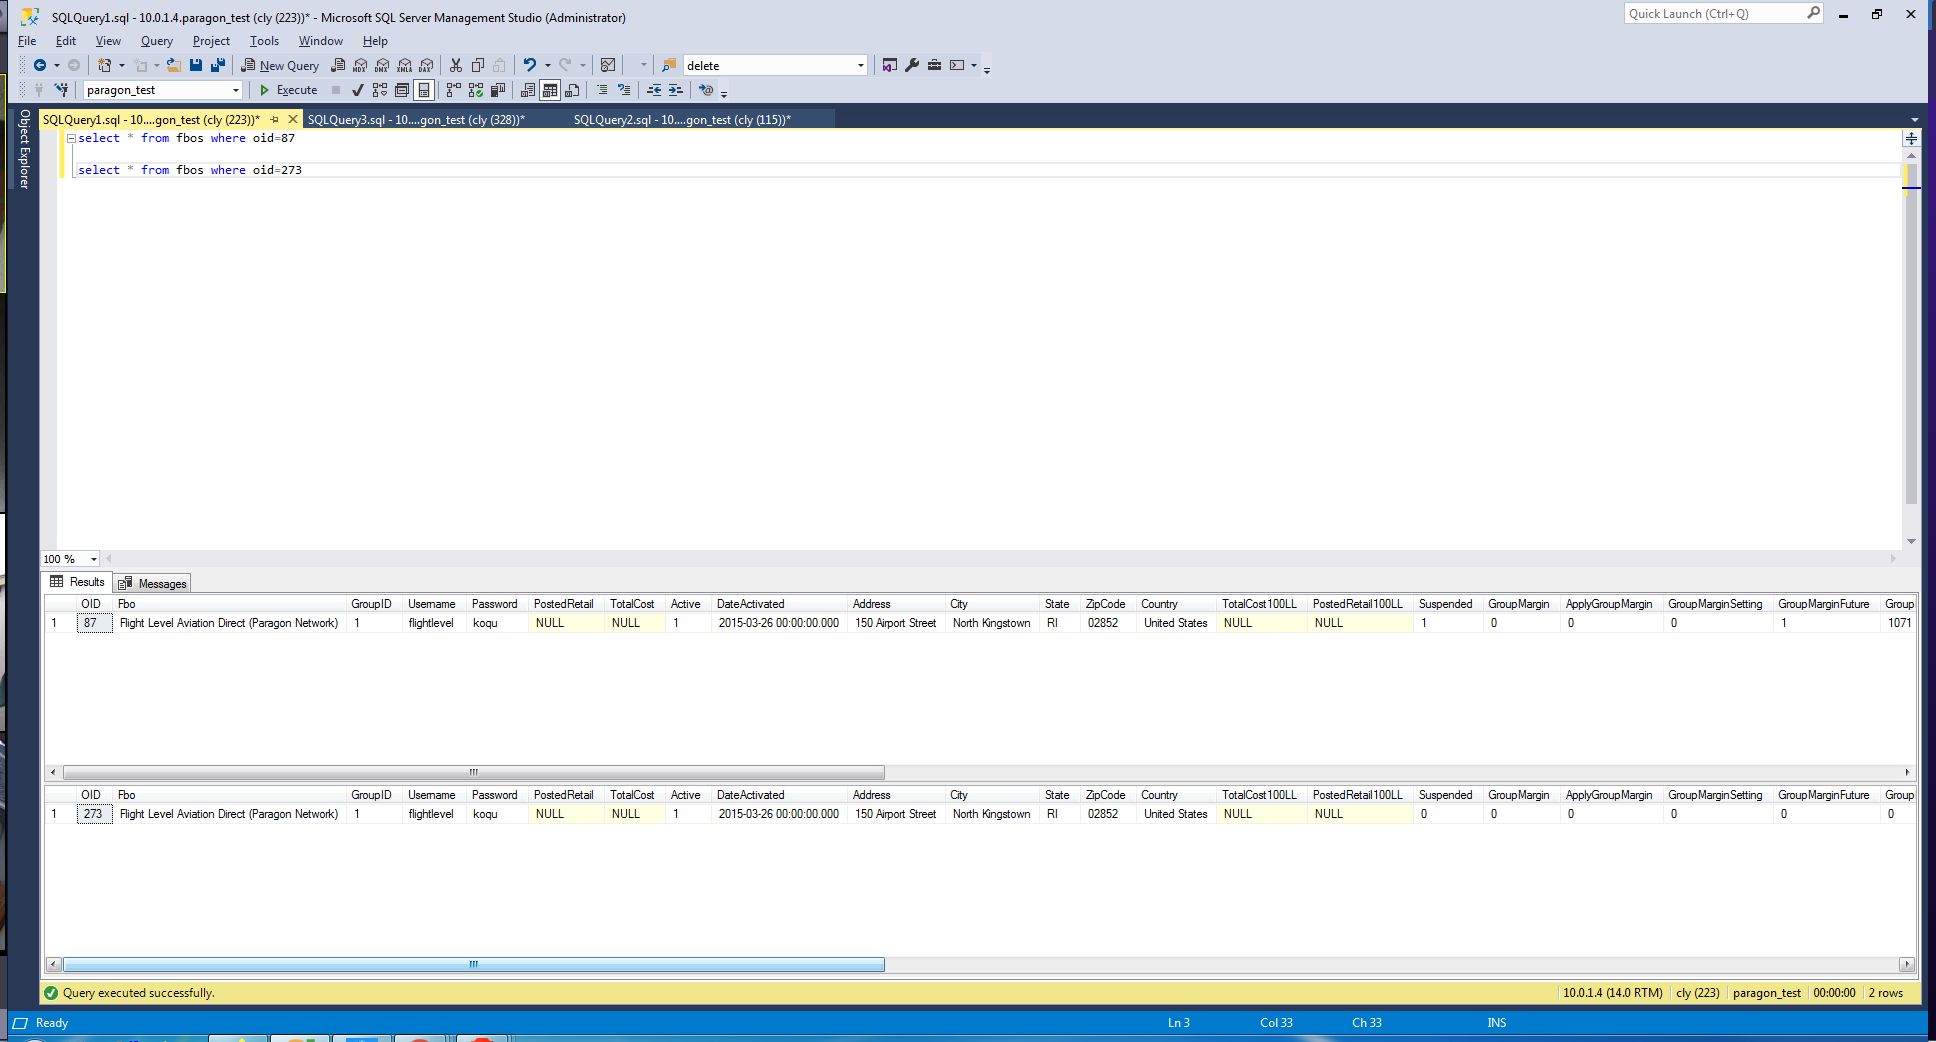 SQLQuery1.sql - 10.0.1.4.paragon_test (cly (223))* - Microsoft SQL Server Management Studio (Administrator)
Quick Launch (Ctrl+Q)
File Edit View Query Project Tools Window Help
New Query MDX DMX XMLA DAX delete
paragon_test Execute
Object Explorer
SQLQuery1.sql - 10....gon_test (cly (223))* SQLQuery3.sql - 10....gon_test (cly (328))* SQLQuery2.sql - 10....gon_test (cly (115))*
select * from fbos where oid=87
select * from fbos where oid=273
100 %
Results Messages
OID Fbo GroupID Username Password PostedRetail TotalCost Active DateActivated Address City State ZipCode Country TotalCost100LL PostedRetail100LL Suspended GroupMargin ApplyGroupMargin GroupMarginSetting GroupMarginFuture Group
1 87 Flight Level Aviation Direct (Paragon Network) 1 flightlevel koqu NULL NULL 1 2015-03-26 00:00:00.000 150 Airport Street North Kingstown RI 02852 United States NULL NULL 1 0 0 0 1 1071
OID Fbo GroupID Username Password PostedRetail TotalCost Active DateActivated Address City State ZipCode Country TotalCost100LL PostedRetail100LL Suspended GroupMargin ApplyGroupMargin GroupMarginSetting GroupMarginFuture Group
1 273 Flight Level Aviation Direct (Paragon Network) 1 flightlevel koqu NULL NULL 1 2015-03-26 00:00:00.000 150 Airport Street North Kingstown RI 02852 United States NULL NULL 0 0 0 0 0 0
Query executed successfully. 10.0.1.4 (14.0 RTM) cly (223) paragon_test 00:00:00 2 rows
Ready Ln 3 Col 33 Ch 33 INS